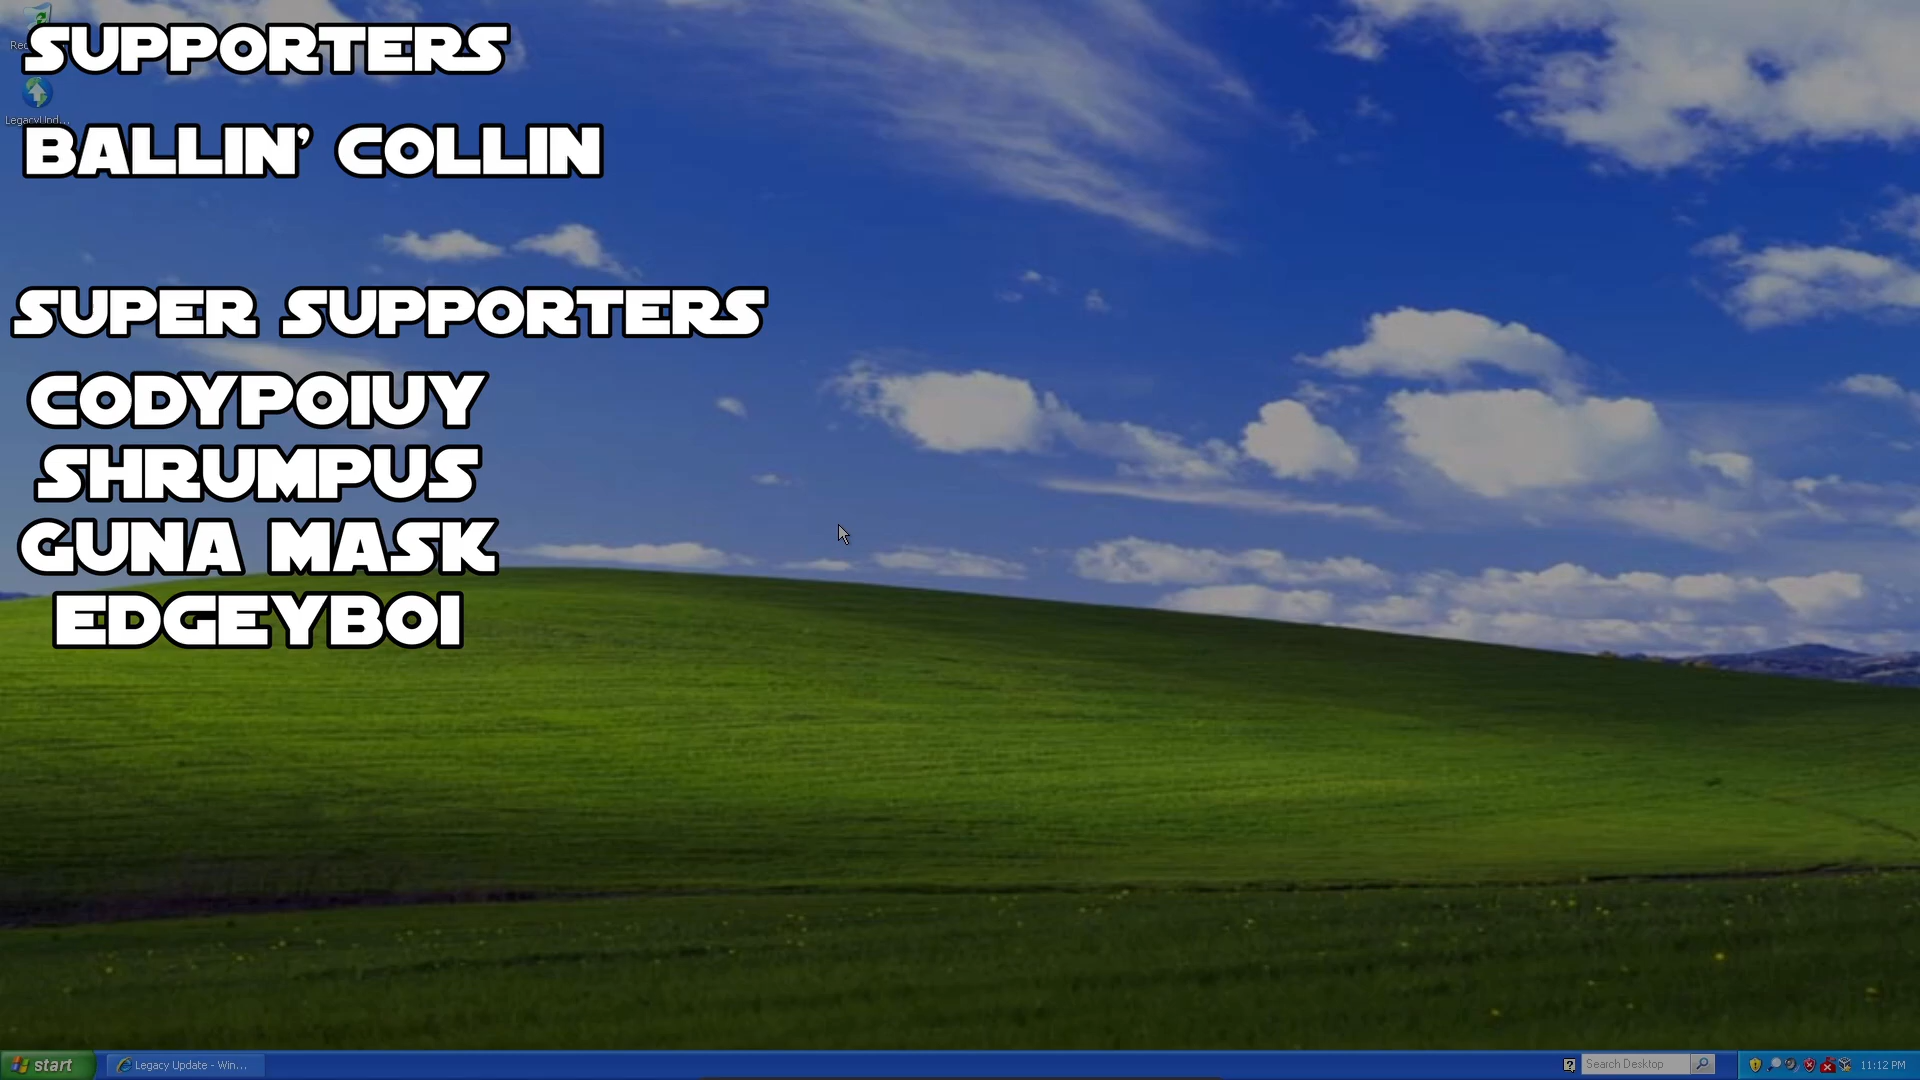 SUPPORTERS
LegacyUpd...
BALLIN' COLLIN
SUPER SUPPORTERS
CODYPOIUY
SHRUMPUS
GUNA MASK
EDGEYBOI
start
Legacy Update - Win...
Search Desktop
11:12 PM